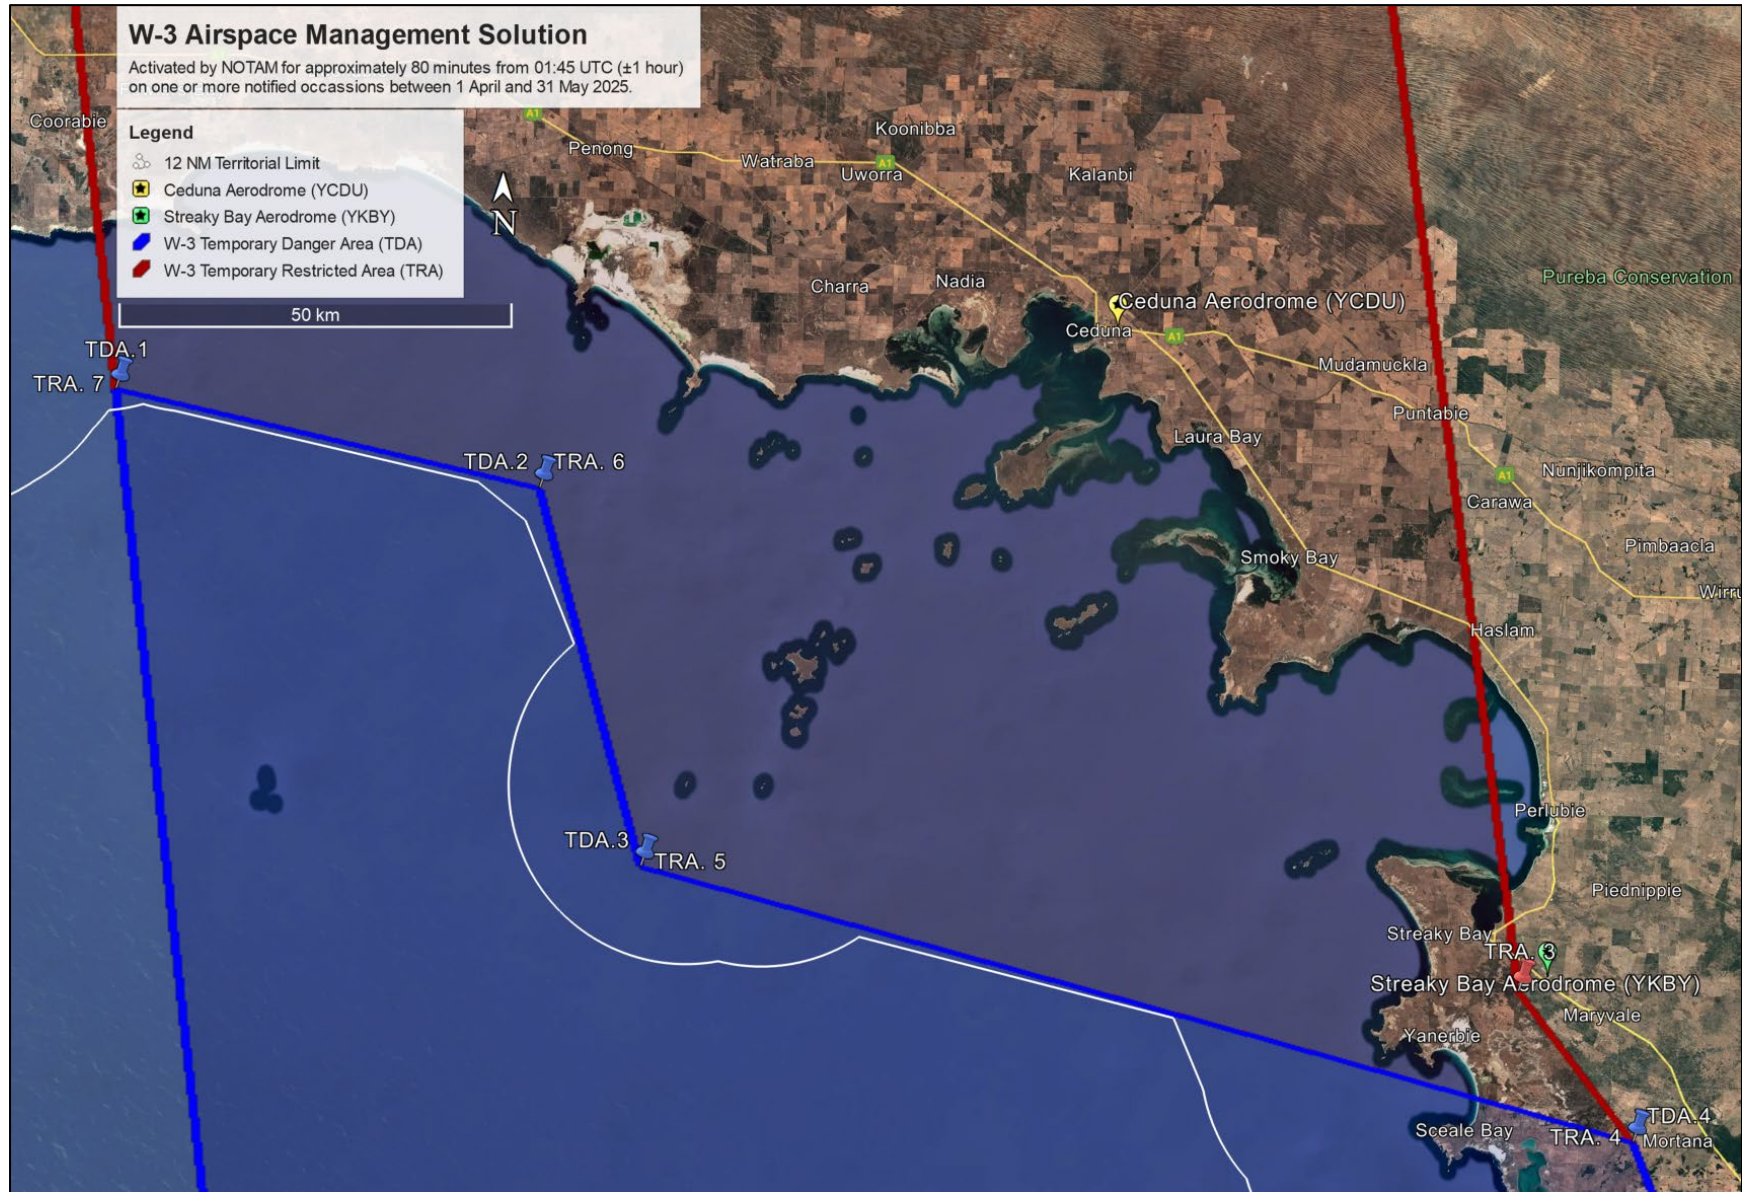 W-3 Airspace Management Solution
Activated by NOTAM for approximately 80 minutes from 01:45 UTC (±1 hour)
on one or more notified occassions between 1 April and 31 May 2025.
Legend
12 NM Territorial Limit
Ceduna Aerodrome (YCDU)
Streaky Bay Aerodrome (YKBY)
W-3 Temporary Danger Area (TDA)
W-3 Temporary Restricted Area (TRA)
50 km
N
Coorabie
A1
Penong
Watraba
Koonibba
A1
Uworra
Kalanbi
Charra
Nadia
Pureba Conservation
Ceduna Aerodrome (YCDU)
Ceduna
A1
TDA.1
TRA. 7
Mudamuckla
Puntabie
Laura Bay
TDA.2
TRA. 6
Nunjikompita
A1
Carawa
Smoky Bay
Pimbaacla
Wirru
Haslam
Perlubie
TDA.3
TRA. 5
Piednippie
Streaky Bay
TRA. 3
Streaky Bay Aerodrome (YKBY)
Maryvale
Yanerbie
TDA.4
Sceale Bay
TRA. 4
Mortana